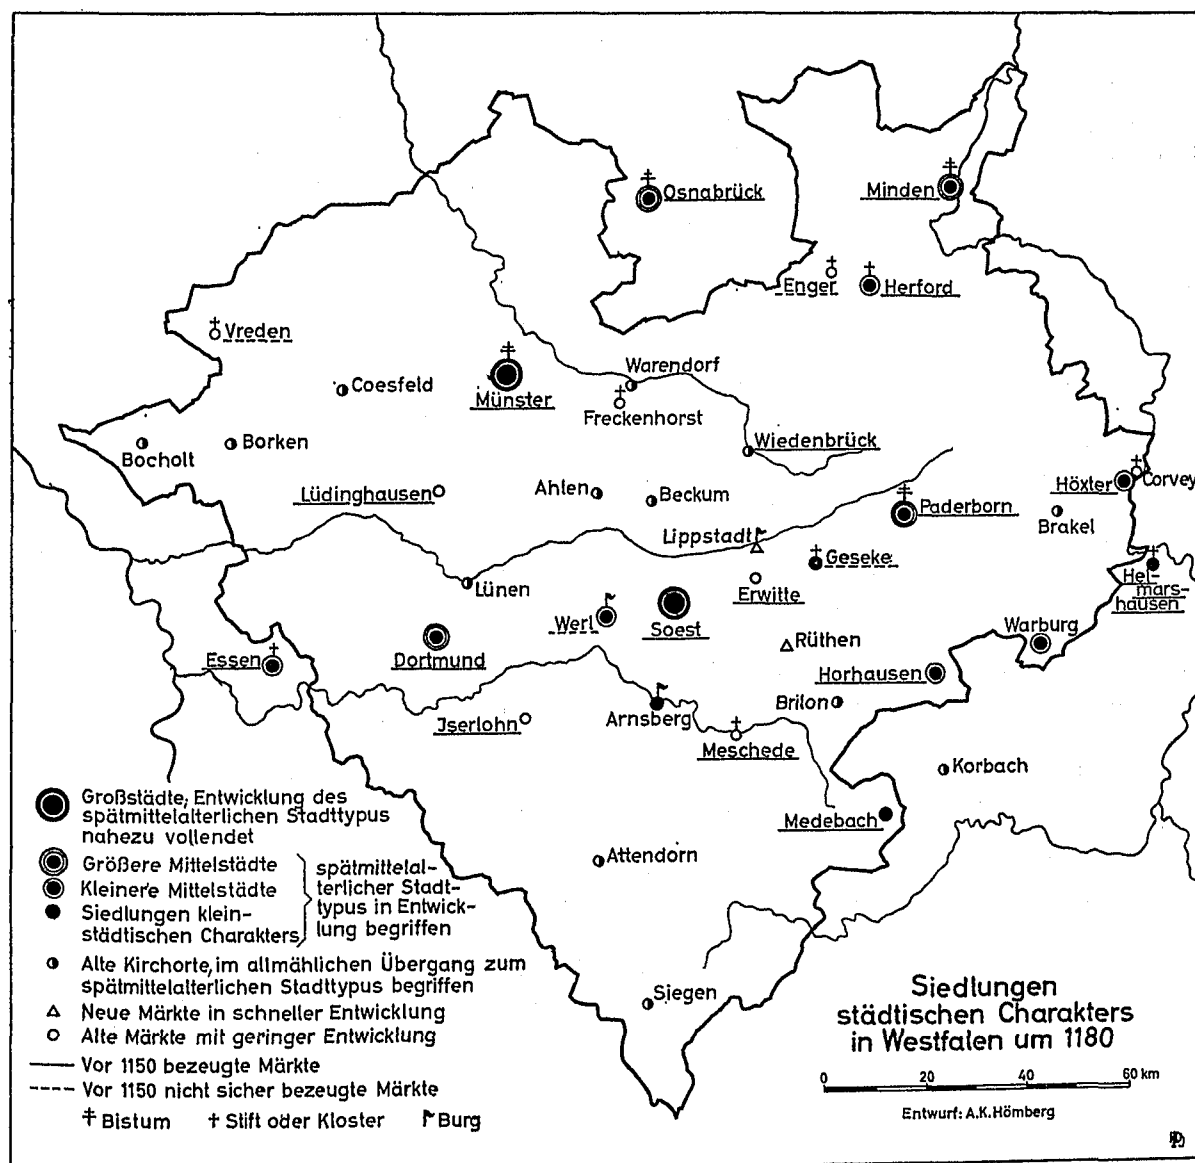 Osnabrück
Minden
Enger
Herford
Vreden
Warendorf
Coesfeld
Münster
Freckenhorst
Wiedenbrück
Bocholt
Borken
Lüdinghausen
Ahlen
Beckum
Höxter
Corvey
Paderborn
Brakel
Lippstadt
Geseke
Lünen
Erwitte
Hel-
mars-
hausen
Werl
Soest
Warburg
Rüthen
Essen
Dortmund
Horhausen
Brilon
Jserlohn
Arnsberg
Meschede
Korbach
Medebach
Attendorn
Siegen
Großstädte, Entwicklung des
spätmittelalterlichen Stadttypus
nahezu vollendet
Größere Mittelstädte
Kleinere Mittelstädte
Siedlungen klein-
städtischen Charakters
spätmittelal-
terlicher Stadt-
typus in Entwick-
lung begriffen
Alte Kirchorte, im allmählichen Übergang zum
spätmittelalterlichen Stadttypus begriffen
Neue Märkte in schneller Entwicklung
Alte Märkte mit geringer Entwicklung
Vor 1150 bezeugte Märkte
Vor 1150 nicht sicher bezeugte Märkte
Bistum
Stift oder Kloster
Burg
Siedlungen
städtischen Charakters
in Westfalen um 1180
0 20 40 60 km
Entwurf: A.K. Hömberg